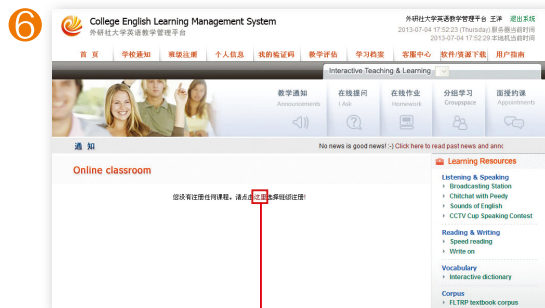 6
College English Learning Management System
外研社大学英语教学管理平台
外研社大学英语教学管理平台 王洋 退出系统
2013-07-04 17:52:23 (Thursday) 服务器当前时间
2013-07-04 17:52:29 本机当前时间
首 页 学校通知 班级注册 个人信息 我的验证码 教学评估 学习档案 客服中心 软件/资源下载 用户指南
Interactive Teaching & Learning
教学通知 在线提问 在线作业 分组学习 面授约课
Announcements I Ask Homework Groupspace Appointments
通 知
No news is good news! :-) Click here to read past news and annc
Online classroom
您没有注册任何课程。请点击这里选择班级注册!
Learning Resources
Listening & Speaking
Broadcasting Station
Chitchat with Peedy
Sounds of English
CCTV Cup Speaking Contest
Reading & Writing
Speed reading
Write on
Vocabulary
Interactive dictionary
Corpus
FLTRP textbook corpus